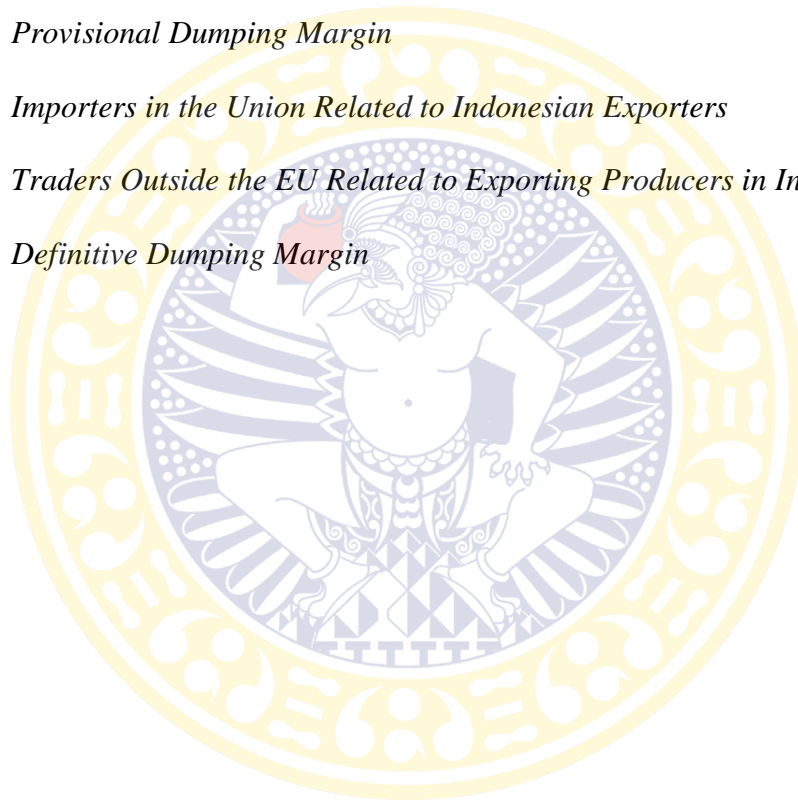 Provisional Dumping Margin
Importers in the Union Related to Indonesian Exporters
Traders Outside the EU Related to Exporting Producers in In
Definitive Dumping Margin